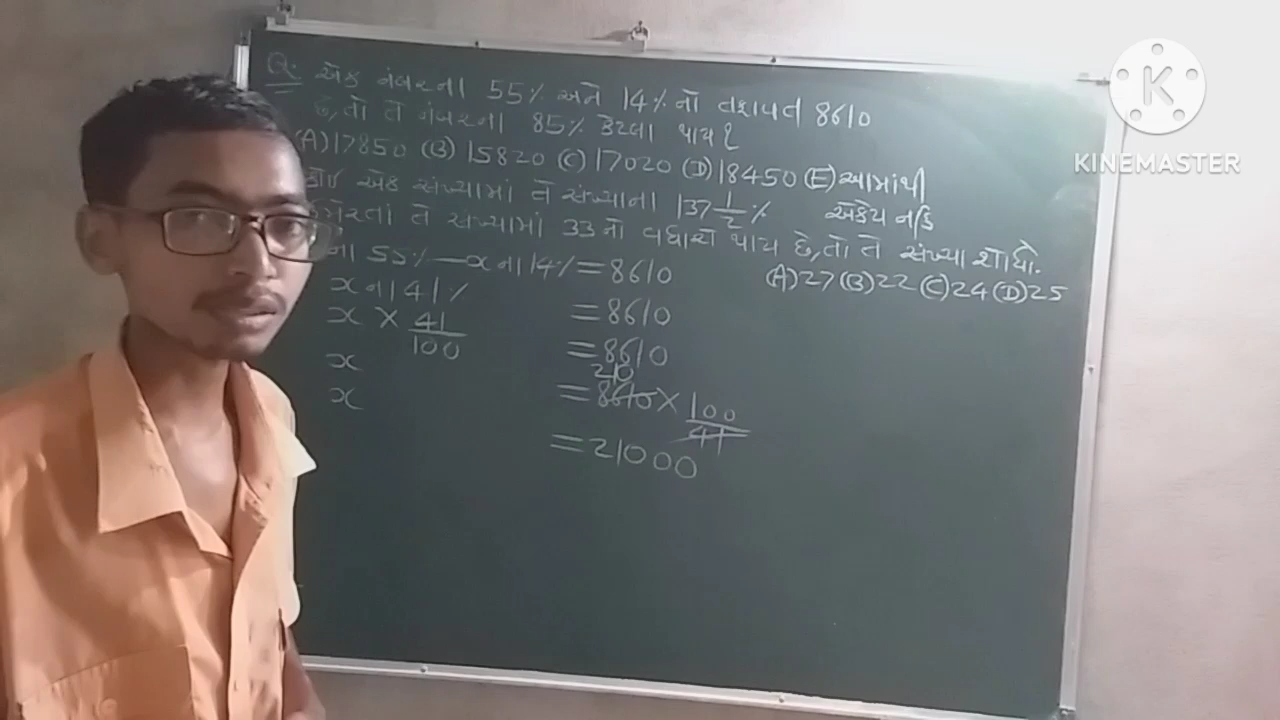 Q. એક નંબરના 55% અને 14% નો તફાવત 8610
છે,તો તે નંબરના 85% કેટલા થાય?
(A)17850 (B)15820 (C)17020 (D)18450 (E)આમાંથી
એકેય નહિ
કોઈ એક સંખ્યામાં તે સંખ્યાના 137 1/2 %
ઉમેરતાં તે સંખ્યામાં 33નો વધારો થાય છે,તો તે સંખ્યા શોધો.
(A)27(B)22(C)24(D)25
ના 55% — x ના 14% = 8610
x ના 41% = 8610
x × 41/100 = 8610
x = 8610 × 100/41
210
x = 21000
K
KINEMASTER